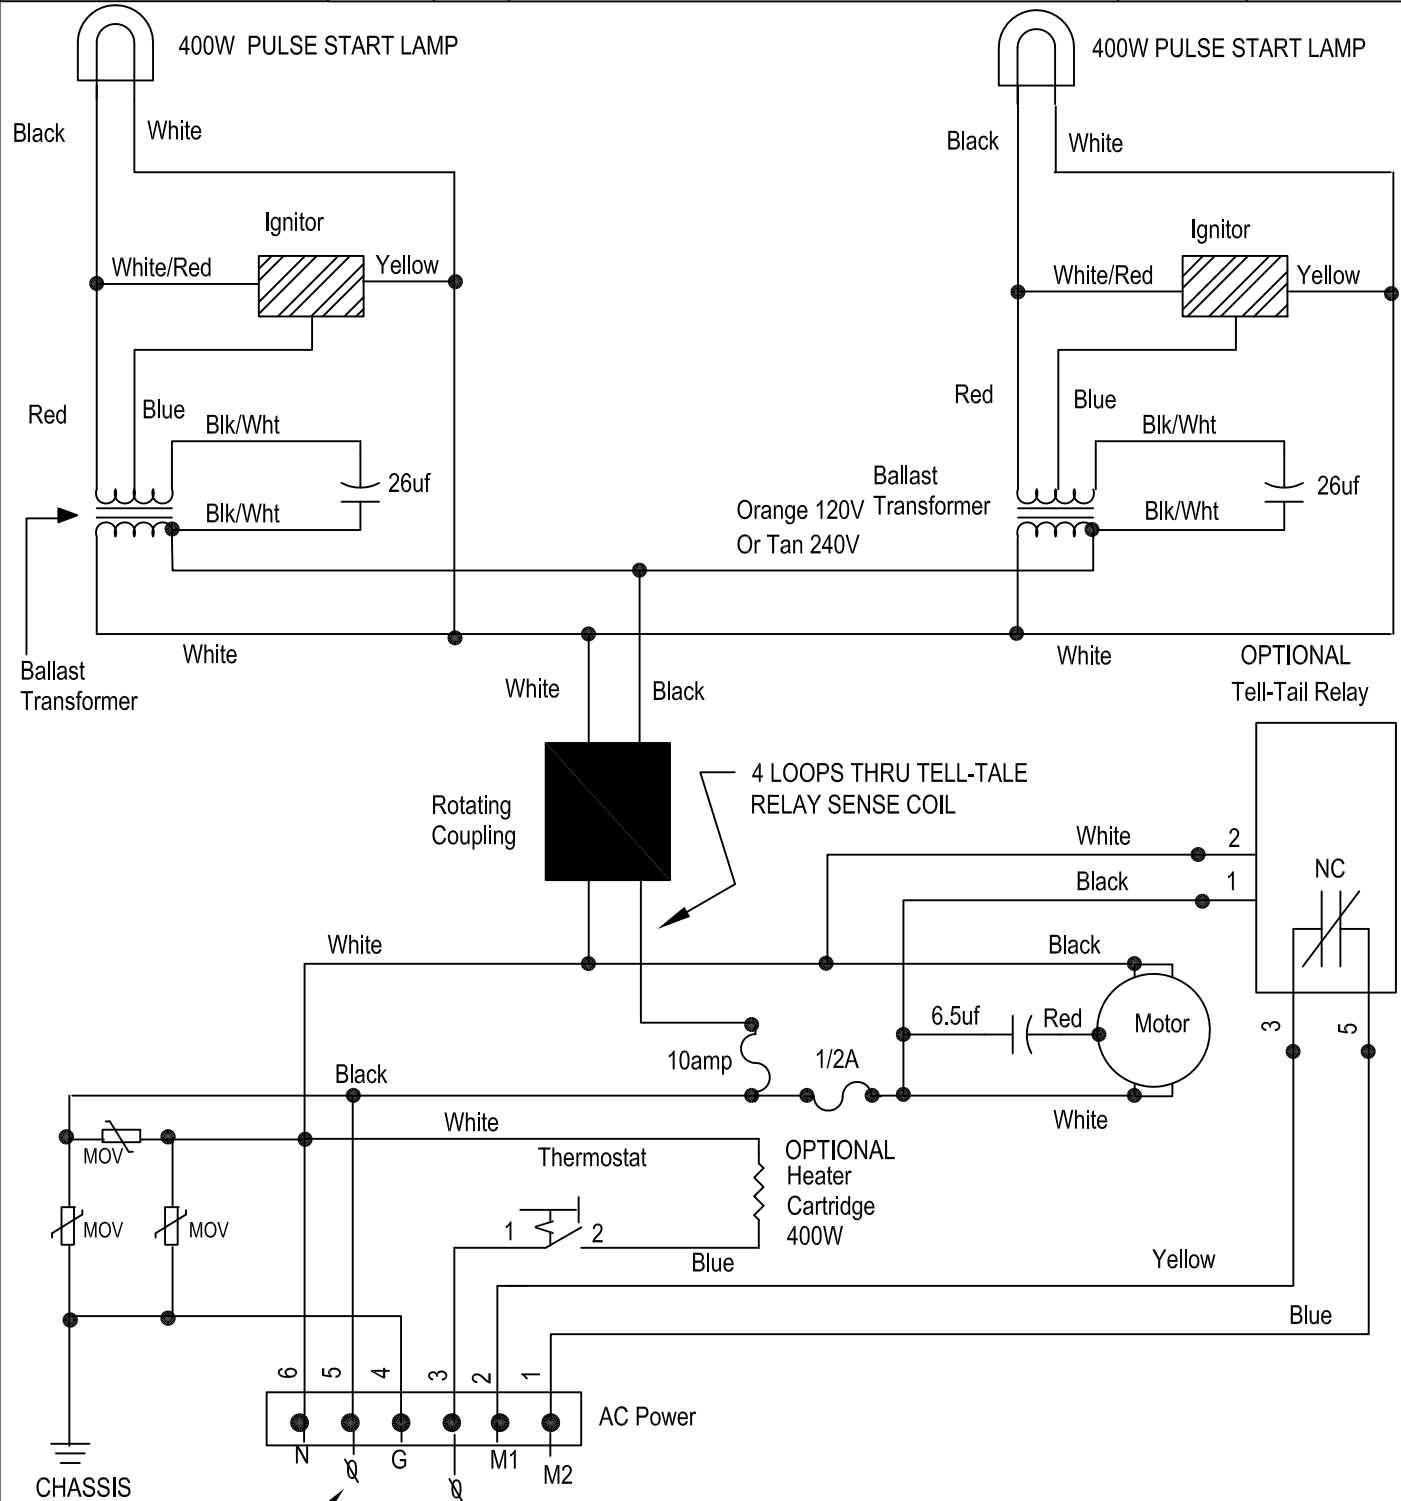 400W PULSE START LAMP
400W PULSE START LAMP
Black
White
Black
White
Ignitor
Ignitor
White/Red
Yellow
White/Red
Yellow
Red
Blue
Blk/Wht
Red
Blue
Blk/Wht
26uf
Blk/Wht
Ballast
Transformer
Orange 120V
Or Tan 240V
26uf
Blk/Wht
White
White
Ballast
Transformer
White
Black
OPTIONAL
Tell-Tail Relay
Rotating
Coupling
4 LOOPS THRU TELL-TALE
RELAY SENSE COIL
White
2
Black
1
NC
White
Black
6.5uf
Red
Motor
3
5
10amp
1/2A
Black
White
White
MOV
Thermostat
OPTIONAL
Heater
Cartridge
400W
MOV
MOV
1
2
Blue
Yellow
Blue
6
5
4
3
2
1
AC Power
N
Ø
G
Ø
M1
M2
CHASSIS